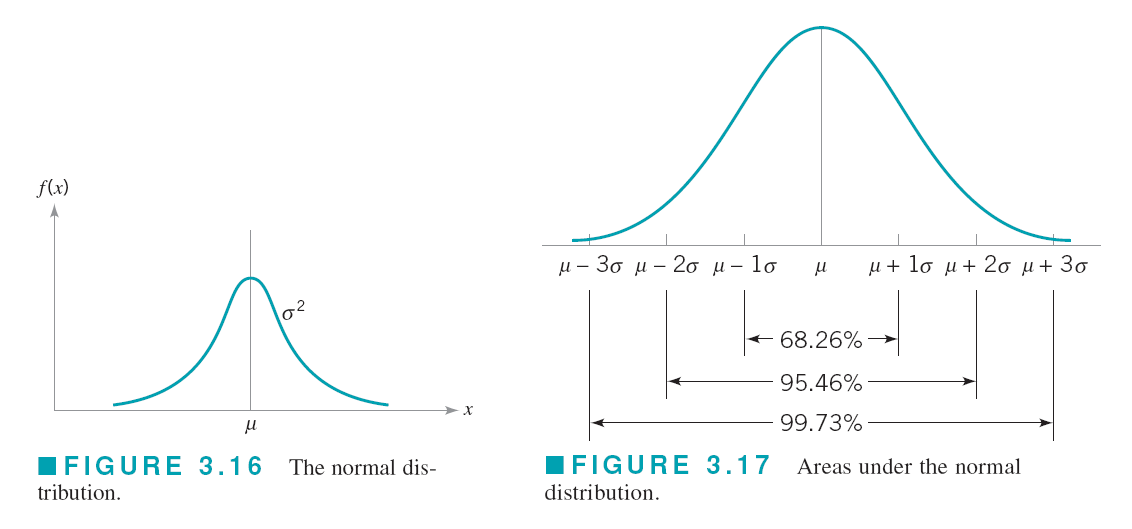 f(x)
σ²
x
μ
■ FIGURE 3.16 The normal dis-
tribution.
μ – 3σ μ – 2σ μ – 1σ μ μ + 1σ μ + 2σ μ + 3σ
68.26%
95.46%
99.73%
■ FIGURE 3.17 Areas under the normal
distribution.